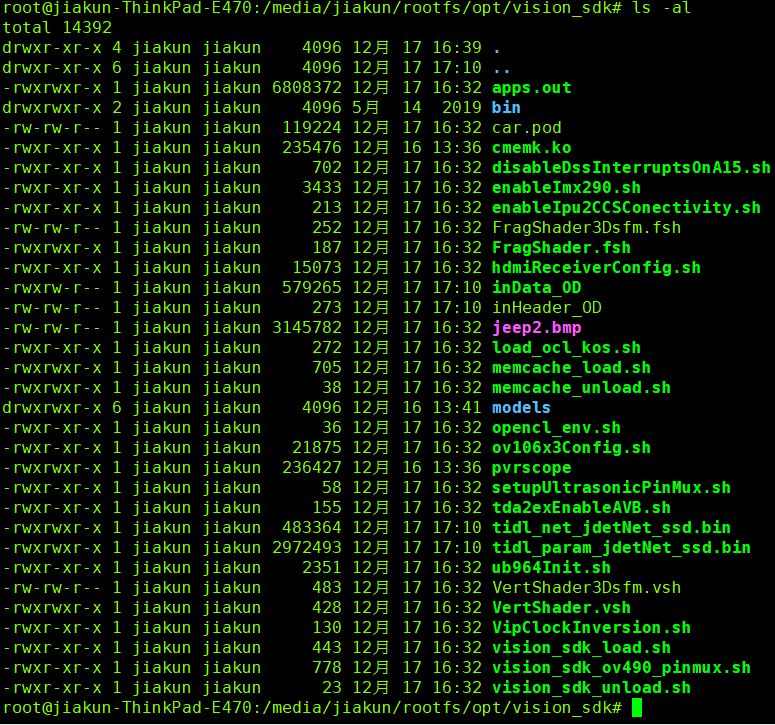 root@jiakun-ThinkPad-E470:/media/jiakun/rootfs/opt/vision_sdk# ls -al
total 14392
drwxr-xr-x 4 jiakun jiakun    4096 12月 17 16:39 .
drwxr-xr-x 6 jiakun jiakun    4096 12月 17 17:10 ..
-rwxrwxr-x 1 jiakun jiakun 6808372 12月 17 16:32 apps.out
drwxrwxr-x 2 jiakun jiakun    4096 5月  14  2019 bin
-rw-rw-r-- 1 jiakun jiakun  119224 12月 17 16:32 car.pod
-rwxr-xr-x 1 jiakun jiakun  235476 12月 16 13:36 cmemk.ko
-rwxr-xr-x 1 jiakun jiakun     702 12月 17 16:32 disableDssInterruptsOnA15.sh
-rwxr-xr-x 1 jiakun jiakun    3433 12月 17 16:32 enableImx290.sh
-rwxr-xr-x 1 jiakun jiakun     213 12月 17 16:32 enableIpu2CCSConectivity.sh
-rw-rw-r-- 1 jiakun jiakun     252 12月 17 16:32 FragShader3Dsfm.fsh
-rwxrwxr-x 1 jiakun jiakun     187 12月 17 16:32 FragShader.fsh
-rwxr-xr-x 1 jiakun jiakun   15073 12月 17 16:32 hdmiReceiverConfig.sh
-rwxrw-r-- 1 jiakun jiakun  579265 12月 17 17:10 inData_OD
-rw-rw-r-- 1 jiakun jiakun     273 12月 17 17:10 inHeader_OD
-rw-rw-r-- 1 jiakun jiakun 3145782 12月 17 16:32 jeep2.bmp
-rwxr-xr-x 1 jiakun jiakun     272 12月 17 16:32 load_ocl_kos.sh
-rwxr-xr-x 1 jiakun jiakun     705 12月 17 16:32 memcache_load.sh
-rwxrwxr-x 1 jiakun jiakun      38 12月 17 16:32 memcache_unload.sh
drwxrwxr-x 6 jiakun jiakun    4096 12月 16 13:41 models
-rwxr-xr-x 1 jiakun jiakun      36 12月 17 16:32 opencl_env.sh
-rwxr-xr-x 1 jiakun jiakun   21875 12月 17 16:32 ov106x3Config.sh
-rwxrwxr-x 1 jiakun jiakun  236427 12月 16 13:36 pvrscope
-rwxr-xr-x 1 jiakun jiakun      58 12月 17 16:32 setupUltrasonicPinMux.sh
-rwxr-xr-x 1 jiakun jiakun     155 12月 17 16:32 tda2exEnableAVB.sh
-rwxrwxr-x 1 jiakun jiakun  483364 12月 17 17:10 tidl_net_jdetNet_ssd.bin
-rwxrwxr-x 1 jiakun jiakun 2972493 12月 17 17:10 tidl_param_jdetNet_ssd.bin
-rwxr-xr-x 1 jiakun jiakun    2351 12月 17 16:32 ub964Init.sh
-rw-rw-r-- 1 jiakun jiakun     483 12月 17 16:32 VertShader3Dsfm.vsh
-rwxrwxr-x 1 jiakun jiakun     428 12月 17 16:32 VertShader.vsh
-rwxr-xr-x 1 jiakun jiakun     130 12月 17 16:32 VipClockInversion.sh
-rwxr-xr-x 1 jiakun jiakun     443 12月 17 16:32 vision_sdk_load.sh
-rwxr-xr-x 1 jiakun jiakun     778 12月 17 16:32 vision_sdk_ov490_pinmux.sh
-rwxr-xr-x 1 jiakun jiakun      23 12月 17 16:32 vision_sdk_unload.sh
root@jiakun-ThinkPad-E470:/media/jiakun/rootfs/opt/vision_sdk#